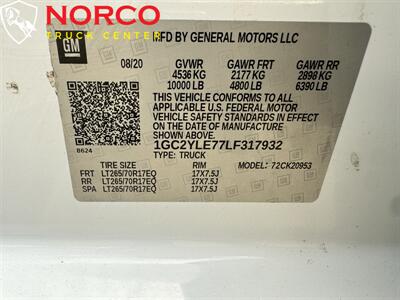 NORCO
TRUCK CENTER
GM
MFD BY GENERAL MOTORS LLC
08/20 GVWR GAWR FRT GAWR RR
4536 KG 2177 KG 2898 KG
10000 LB 4800 LB 6390 LB
THIS VEHICLE CONFORMS TO ALL
APPLICABLE U.S. FEDERAL MOTOR
VEHICLE SAFETY STANDARDS IN EFFECT
ON THE DATE OF MANUFACTURE
SHOWN ABOVE.
1GC2YLE77LF317932
TYPE: TRUCK MODEL: 72CK20953
8624
TIRE SIZE RIM
FRT LT265/70R17EQ 17X7.5J
RR LT265/70R17EQ 17X7.5J
SPA LT265/70R17EQ 17X7.5J